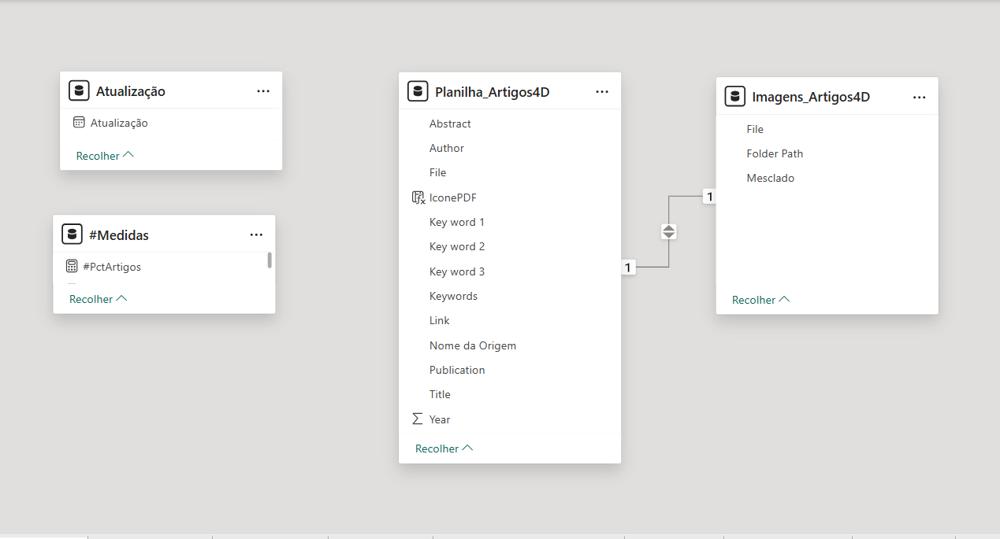 Atualização
Atualização
Recolher
#Medidas
#PctArtigos
Recolher
Planilha_Artigos4D
Abstract
Author
File
IconePDF
Key word 1
Key word 2
Key word 3
Keywords
Link
Nome da Origem
Publication
Title
Year
Recolher
1
1
Imagens_Artigos4D
File
Folder Path
Mesclado
Recolher